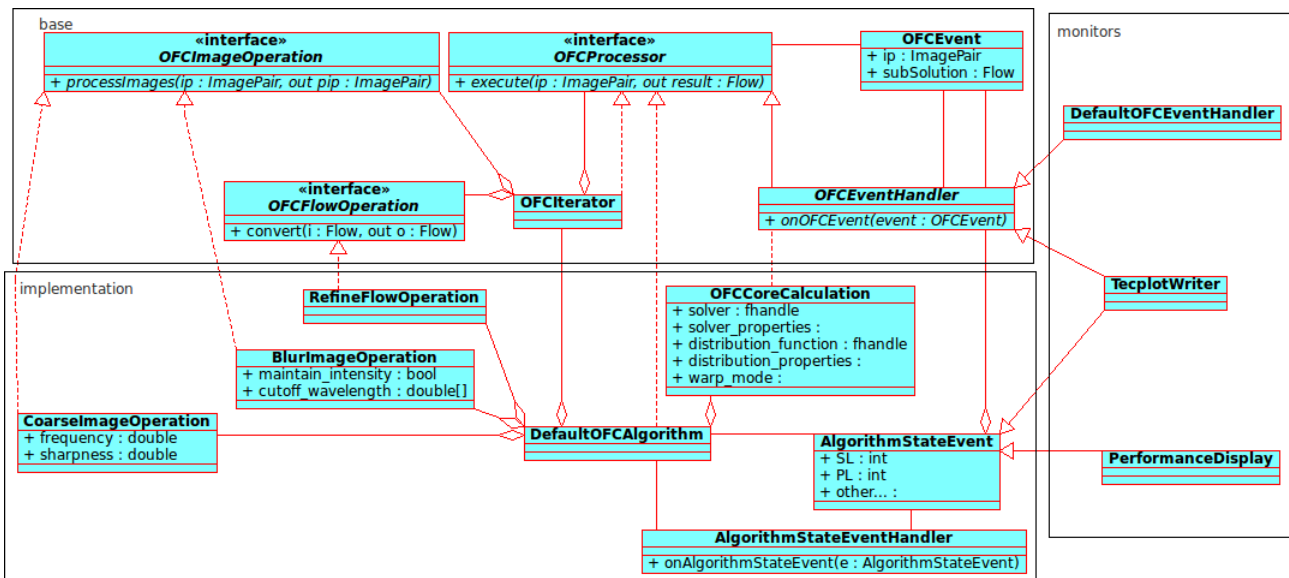 base
«interface»
OFCImageOperation
+ processImages(ip : ImagePair, out pip : ImagePair)
«interface»
OFCProcessor
+ execute(ip : ImagePair, out result : Flow)
OFCEvent
+ ip : ImagePair
+ subSolution : Flow
monitors
DefaultOFCEventHandler
«interface»
OFCFlowOperation
+ convert(i : Flow, out o : Flow)
OFCIterator
OFCEventHandler
+ onOFCEvent(event : OFCEvent)
implementation
RefineFlowOperation
OFCCoreCalculation
+ solver : fhandle
+ solver_properties :
+ distribution_function : fhandle
+ distribution_properties :
+ warp_mode :
TecplotWriter
BlurImageOperation
+ maintain_intensity : bool
+ cutoff_wavelength : double[]
CoarseImageOperation
+ frequency : double
+ sharpness : double
DefaultOFCAlgorithm
AlgorithmStateEvent
+ SL : int
+ PL : int
+ other... :
PerformanceDisplay
AlgorithmStateEventHandler
+ onAlgorithmStateEvent(e : AlgorithmStateEvent)